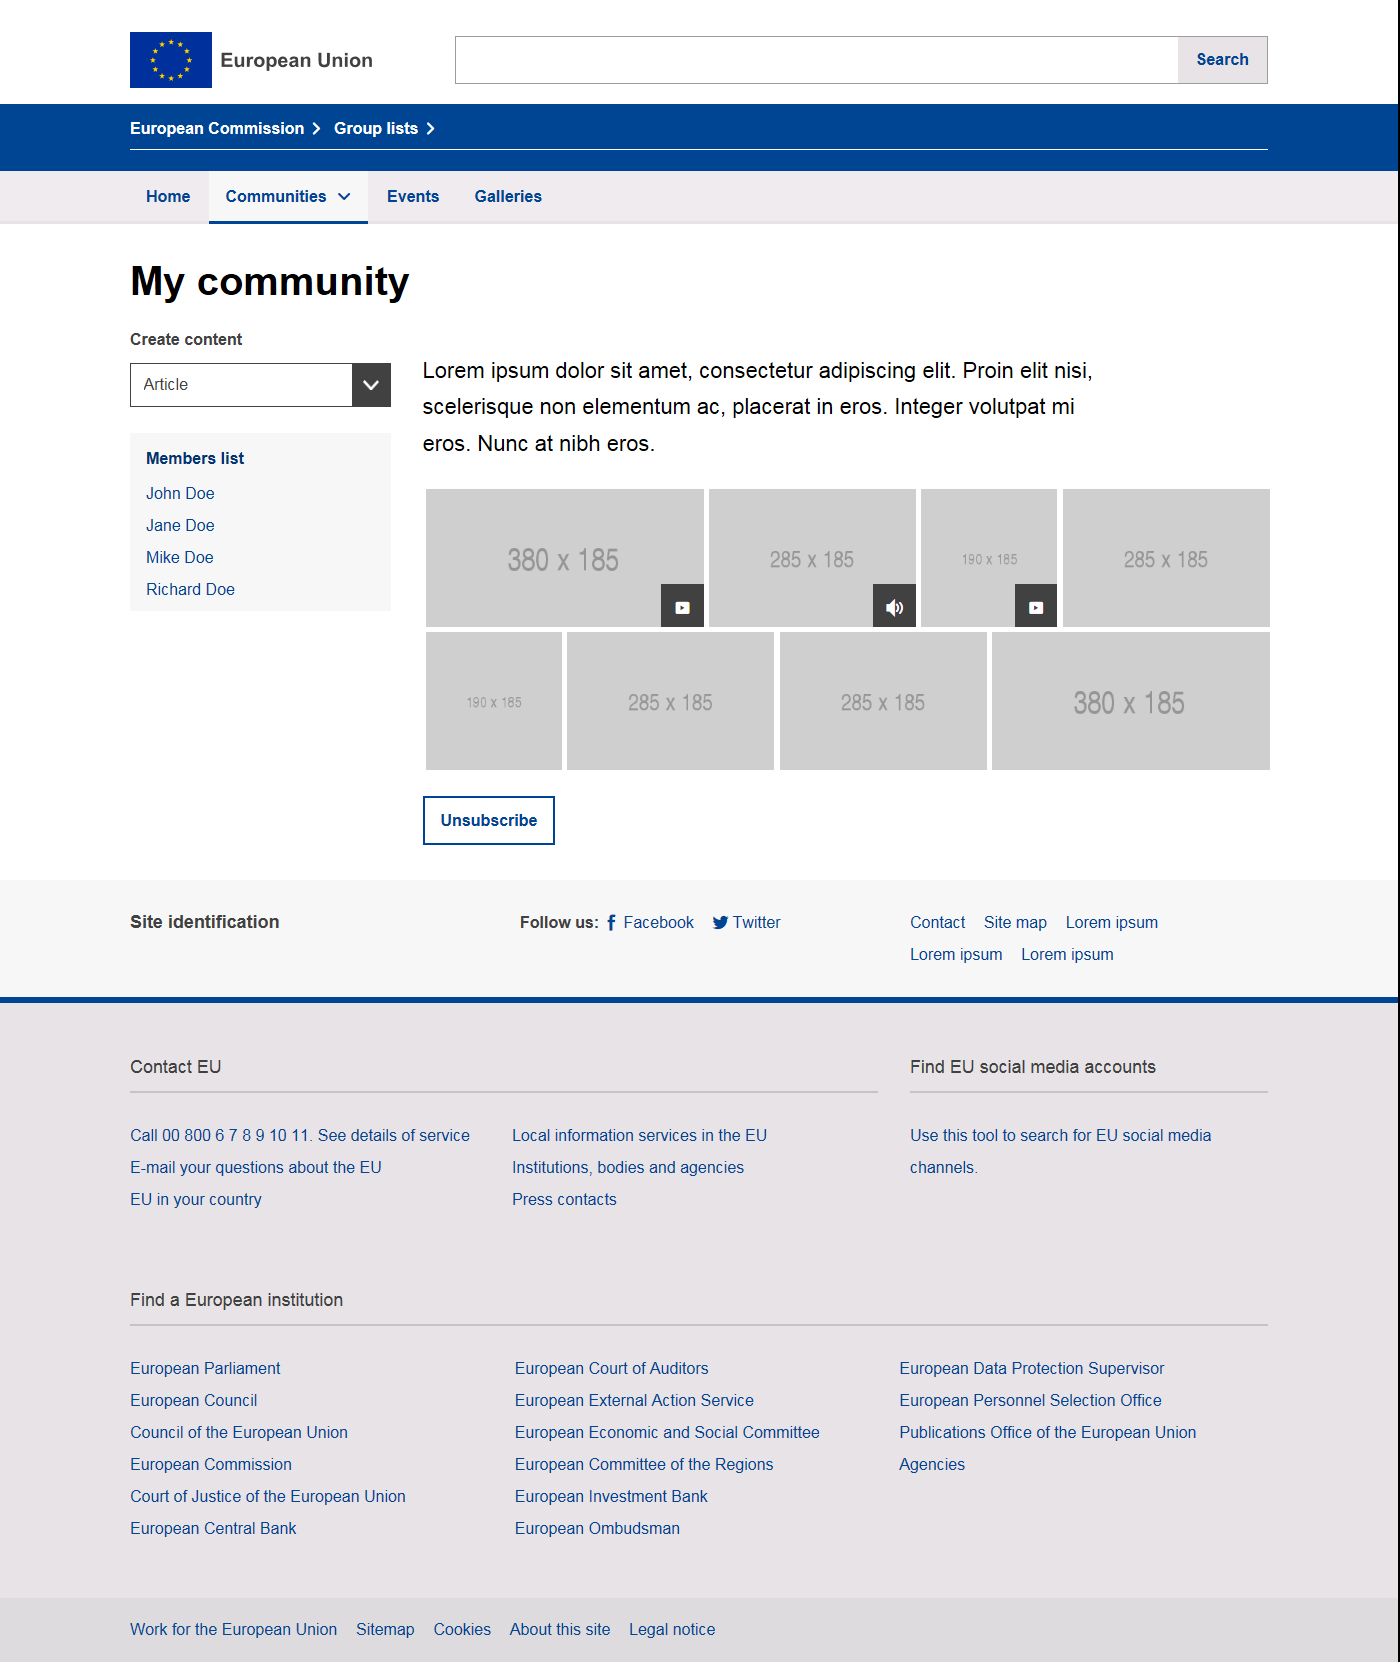 European Union
Search
European Commission
Group lists
Home
Communities
Events
Galleries
My community
Create content
Article
Members list
John Doe
Jane Doe
Mike Doe
Richard Doe
Lorem ipsum dolor sit amet, consectetur adipiscing elit. Proin elit nisi,
scelerisque non elementum ac, placerat in eros. Integer volutpat mi
eros. Nunc at nibh eros.
380 x 185
285 x 185
190 x 185
285 x 185
190 x 185
285 x 185
285 x 185
380 x 185
Unsubscribe
Site identification
Follow us: Facebook Twitter
Contact Site map Lorem ipsum
Lorem ipsum Lorem ipsum
Contact EU
Call 00 800 6 7 8 9 10 11. See details of service
E-mail your questions about the EU
EU in your country
Local information services in the EU
Institutions, bodies and agencies
Press contacts
Find EU social media accounts
Use this tool to search for EU social media
channels.
Find a European institution
European Parliament
European Council
Council of the European Union
European Commission
Court of Justice of the European Union
European Central Bank
European Court of Auditors
European External Action Service
European Economic and Social Committee
European Committee of the Regions
European Investment Bank
European Ombudsman
European Data Protection Supervisor
European Personnel Selection Office
Publications Office of the European Union
Agencies
Work for the European Union Sitemap Cookies About this site Legal notice